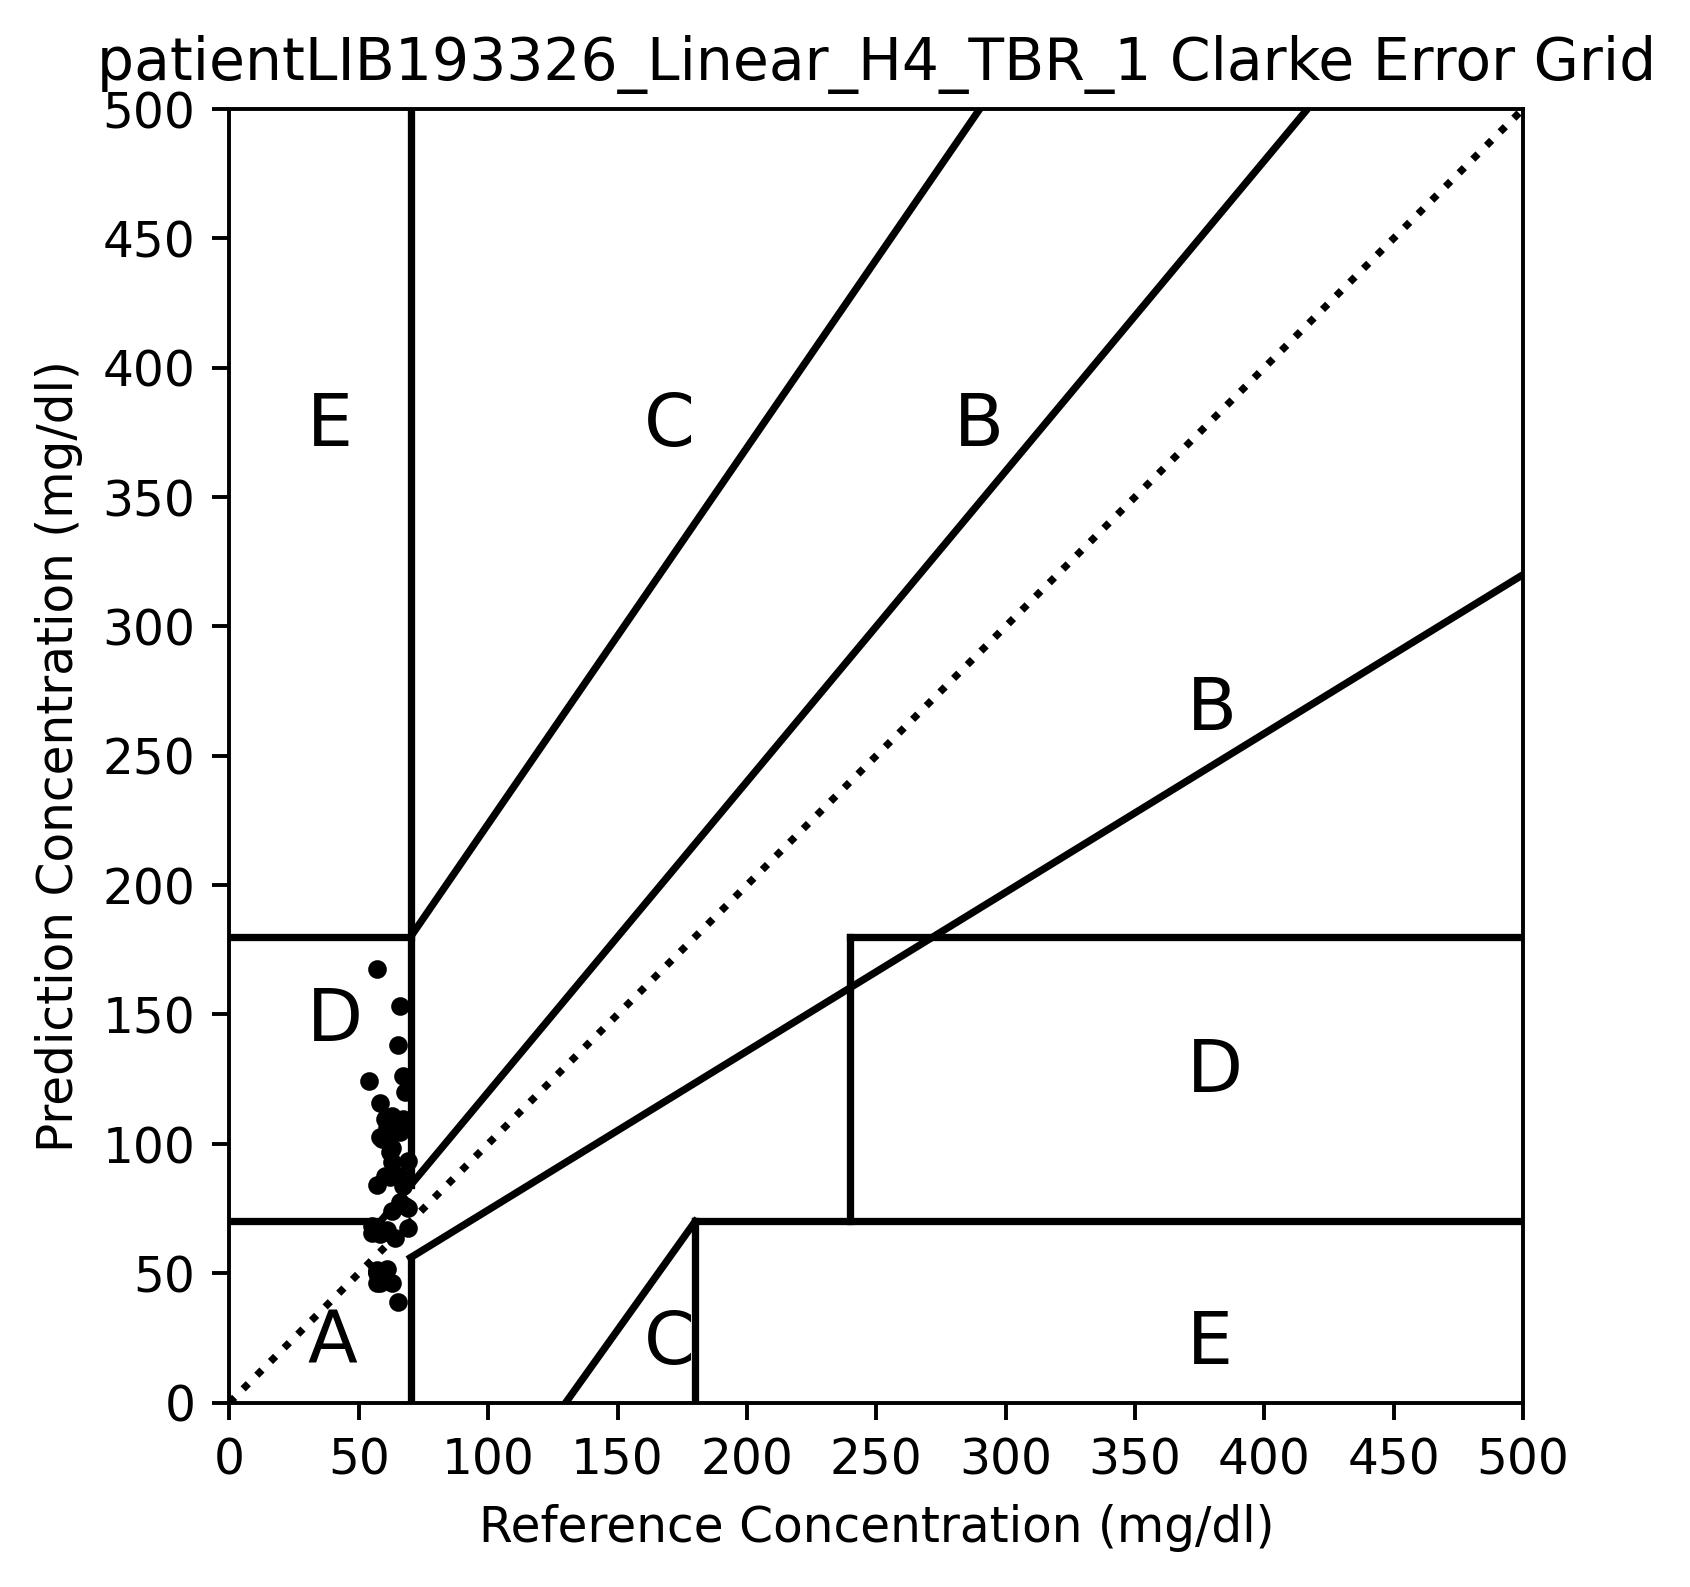 patientLIB193326_Linear_H4_TBR_1 Clarke Error Grid
Prediction Concentration (mg/dl)
500
450
400
350
300
250
200
150
100
50
0
E
C
B
B
D
D
A
C
E
0 50 100 150 200 250 300 350 400 450 500
Reference Concentration (mg/dl)